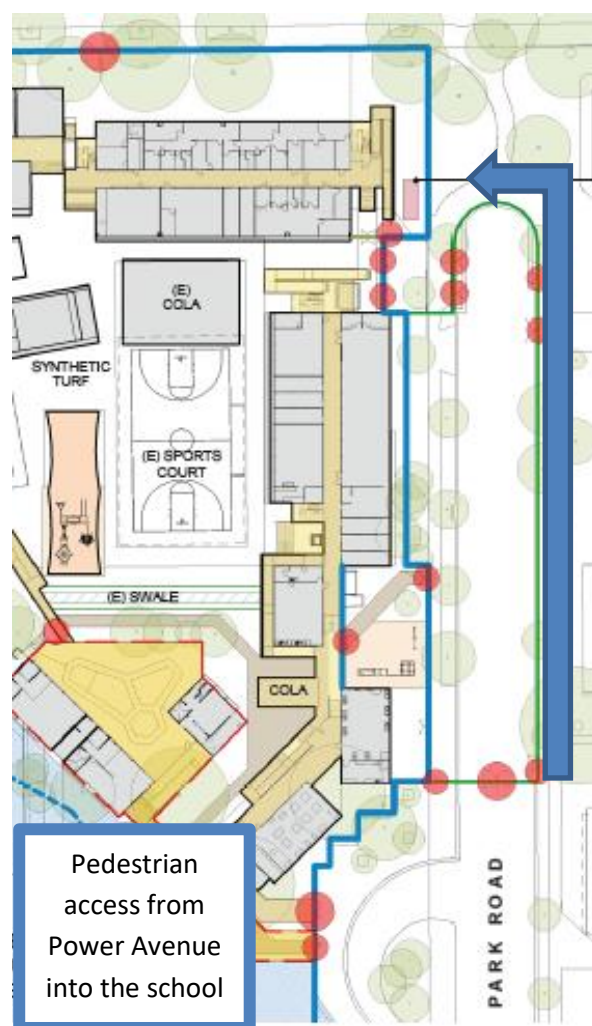 (E)
COLA
SYNTHETIC
TURF
(E) SPORTS
COURT
(E) SWALE
COLA
Pedestrian
access from
Power Avenue
into the school
PARK ROAD